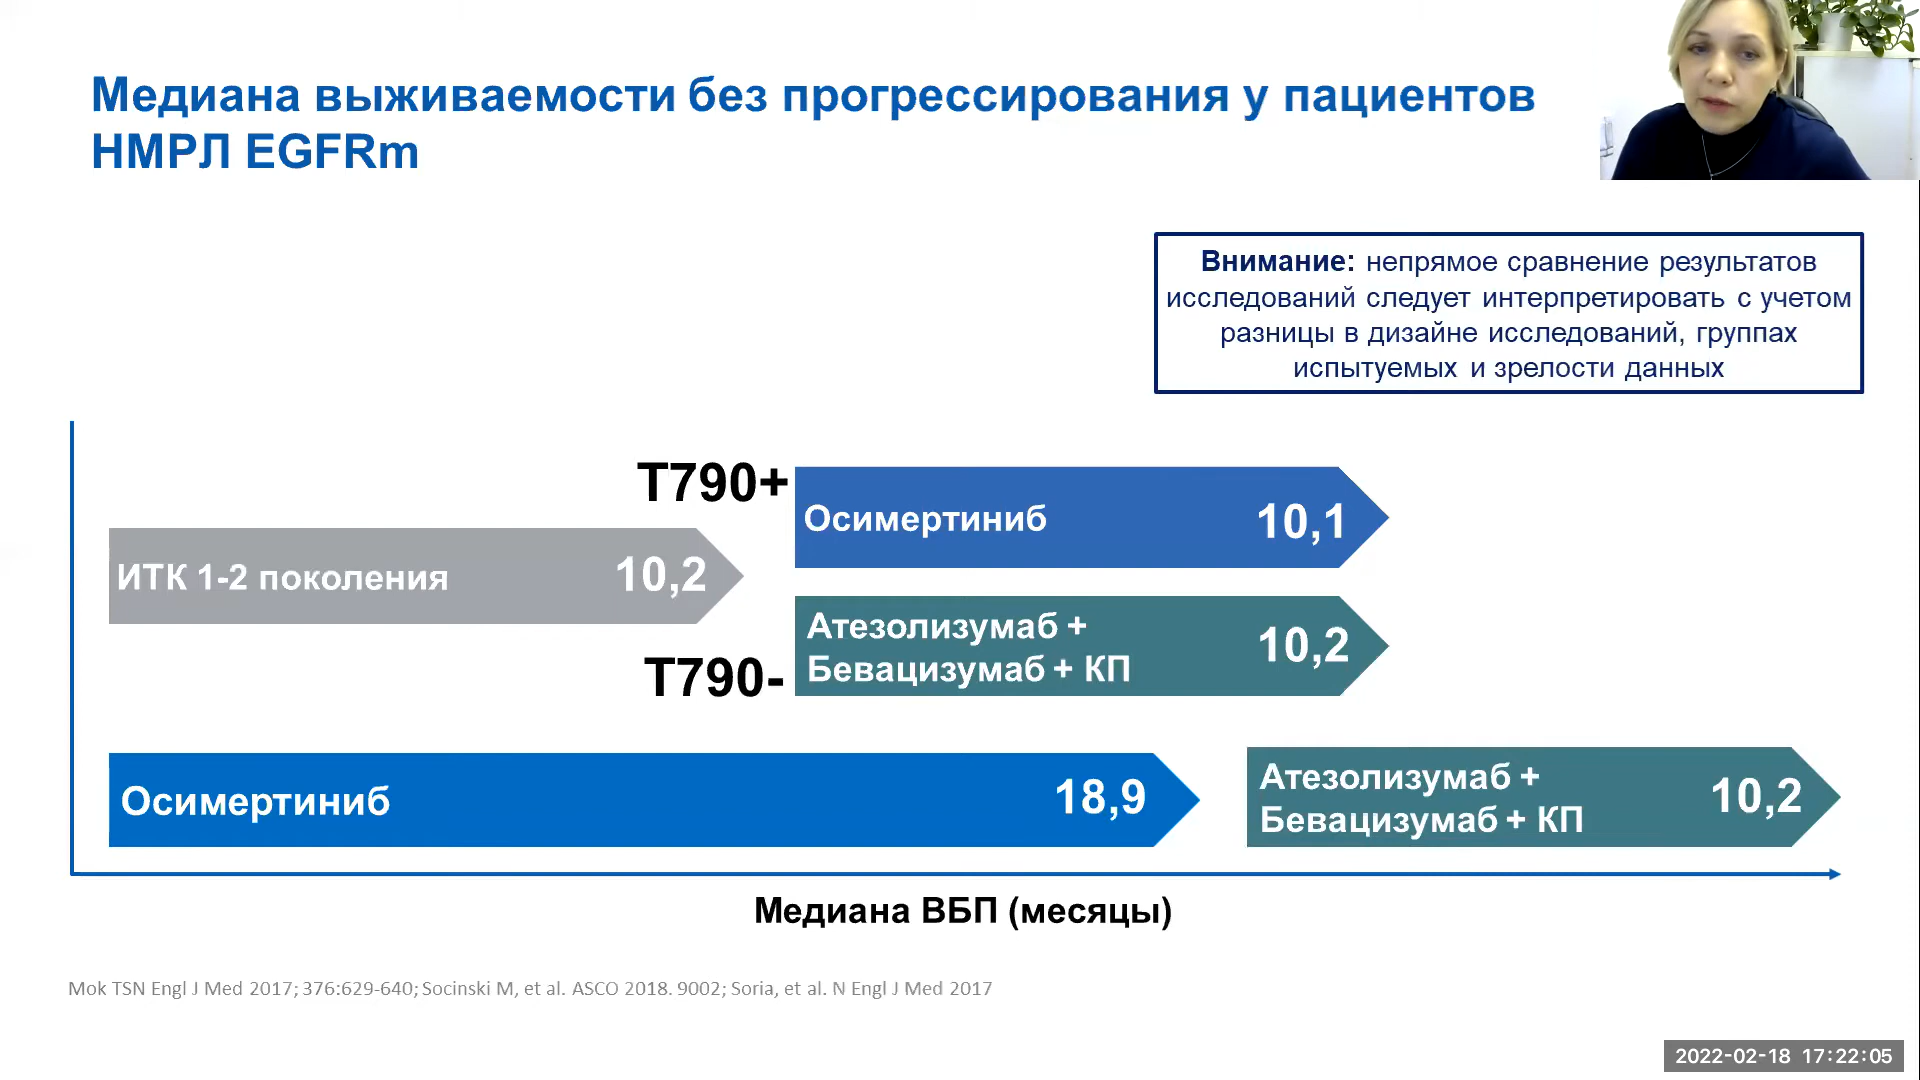 Медиана выживаемости без прогрессирования у пациентов
НМРЛ EGFRm
Внимание: непрямое сравнение результатов
исследований следует интерпретировать с учетом
разницы в дизайне исследований, группах
испытуемых и зрелости данных
T790+
Осимертиниб 10,1
ИТК 1-2 поколения 10,2
Атезолизумаб +
Бевацизумаб + КП 10,2
T790-
Осимертиниб 18,9
Атезолизумаб +
Бевацизумаб + КП 10,2
Медиана ВБП (месяцы)
Mok TSN Engl J Med 2017; 376:629-640; Socinski M, et al. ASCO 2018. 9002; Soria, et al. N Engl J Med 2017
2022-02-18 17:22:05